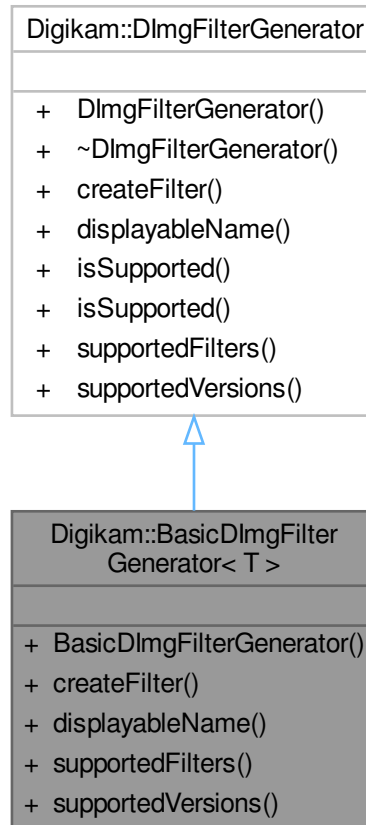 Digikam::DImgFilterGenerator
+ DImgFilterGenerator()
+ ~DImgFilterGenerator()
+ createFilter()
+ displayableName()
+ isSupported()
+ isSupported()
+ supportedFilters()
+ supportedVersions()
Digikam::BasicDImgFilter
Generator< T >
+ BasicDImgFilterGenerator()
+ createFilter()
+ displayableName()
+ supportedFilters()
+ supportedVersions()